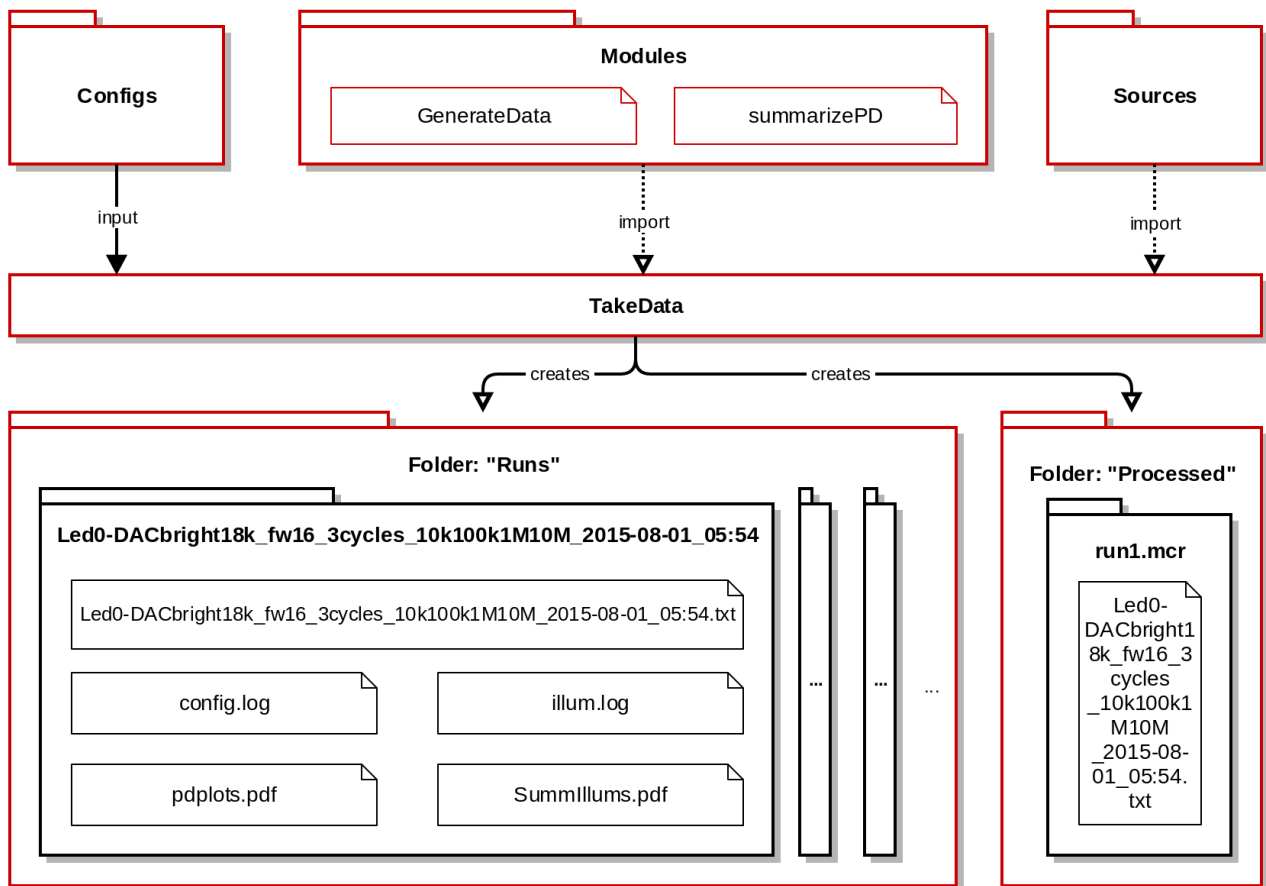 Configs
Modules
GenerateData
summarizePD
Sources
input
import
import
TakeData
creates
creates
Folder: "Runs"
Led0-DACbright18k_fw16_3cycles_10k100k1M10M_2015-08-01_05:54
Led0-DACbright18k_fw16_3cycles_10k100k1M10M_2015-08-01_05:54.txt
config.log
illum.log
pdplots.pdf
SummIllums.pdf
...
...
...
Folder: "Processed"
run1.mcr
Led0-
DACbright1
8k_fw16_3
cycles
_10k100k1
M10M
_2015-08-
01_05:54.
txt